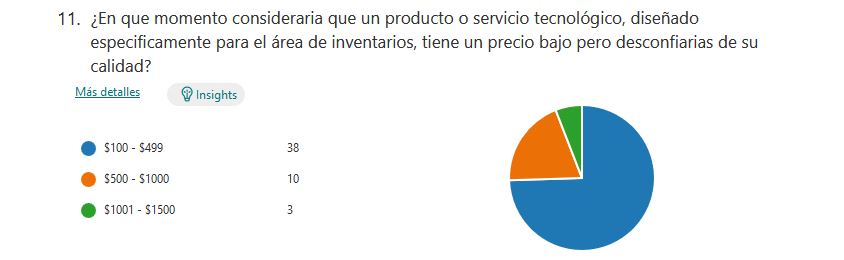 11. ¿En que momento consideraria que un producto o servicio tecnológico, diseñado
especificamente para el área de inventarios, tiene un precio bajo pero desconfiarias de su
calidad?
Más detalles
Insights
$100 - $499 38
$500 - $1000 10
$1001 - $1500 3